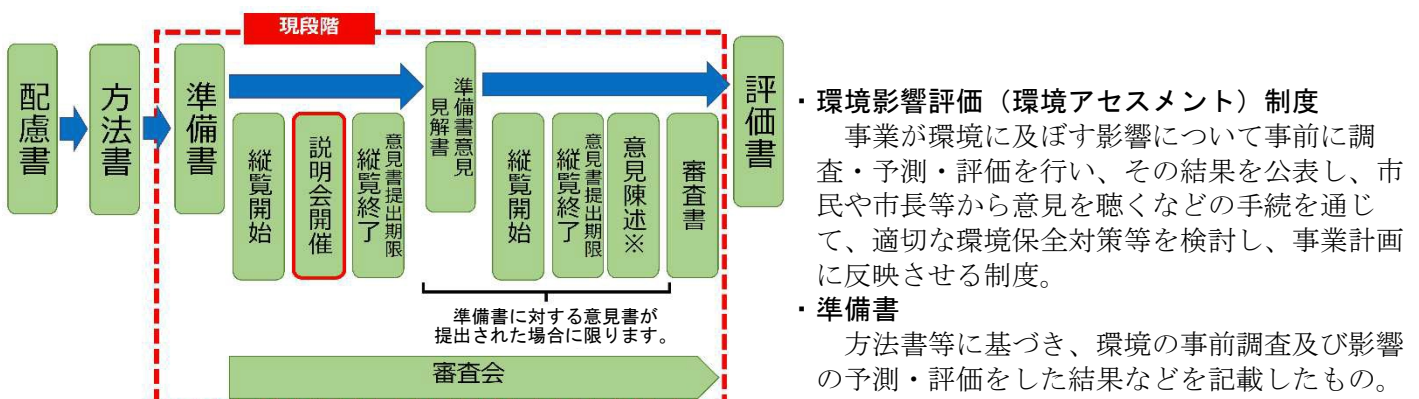 現段階
配慮書
方法書
準備書
縦覧開始
説明会開催
意見書提出期限
縦覧終了
準備書意見
見解書
縦覧開始
意見書提出期限
縦覧終了
意見陳述※
審査書
評価書
準備書に対する意見書が
提出された場合に限ります。
審査会
・環境影響評価（環境アセスメント）制度
事業が環境に及ぼす影響について事前に調
査・予測・評価を行い、その結果を公表し、市
民や市長等から意見を聴くなどの手続を通じ
て、適切な環境保全対策等を検討し、事業計画
に反映させる制度。
・準備書
方法書等に基づき、環境の事前調査及び影響
の予測・評価をした結果などを記載したもの。